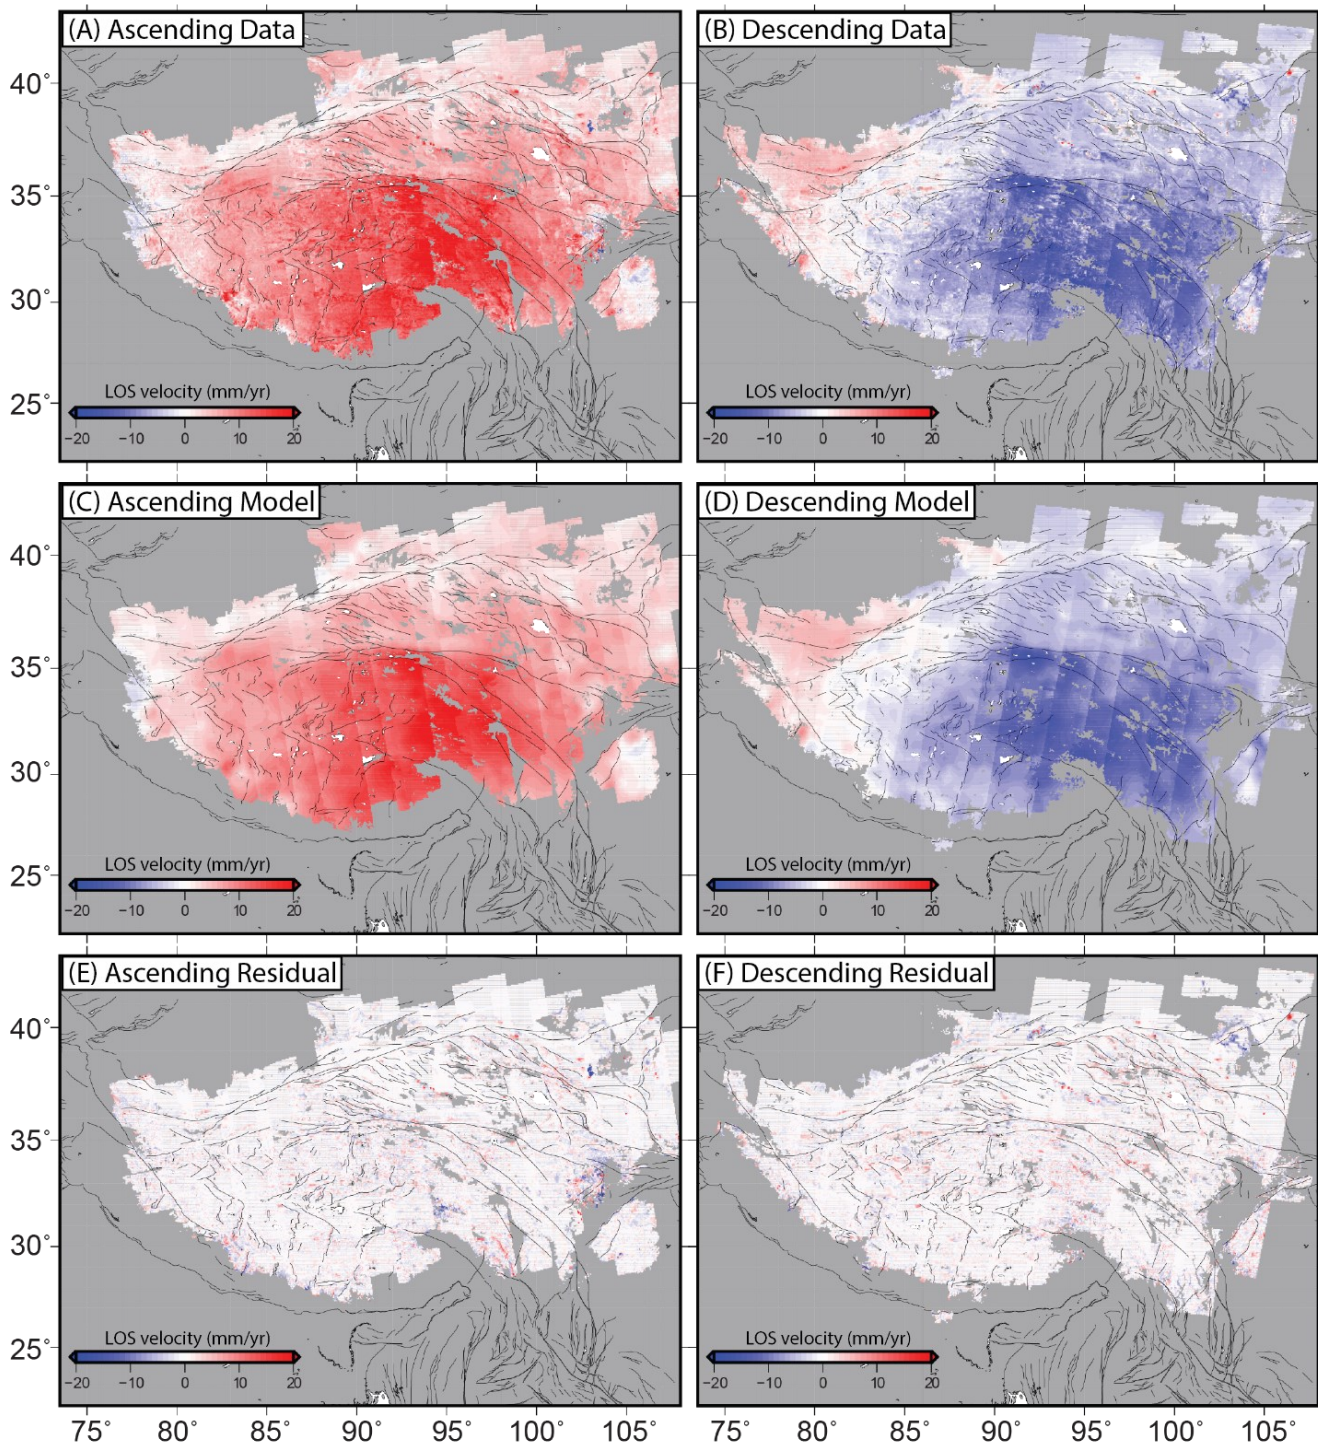 (A) Ascending Data
(B) Descending Data
40°
35°
30°
25°
LOS velocity (mm/yr)
−20 −10 0 10 20
LOS velocity (mm/yr)
−20 −10 0 10 20
(C) Ascending Model
(D) Descending Model
40°
35°
30°
25°
LOS velocity (mm/yr)
−20 −10 0 10 20
LOS velocity (mm/yr)
−20 −10 0 10 20
(E) Ascending Residual
(F) Descending Residual
40°
35°
30°
25°
LOS velocity (mm/yr)
−20 −10 0 10 20
LOS velocity (mm/yr)
−20 −10 0 10 20
75° 80° 85° 90° 95° 100° 105°
75° 80° 85° 90° 95° 100° 105°